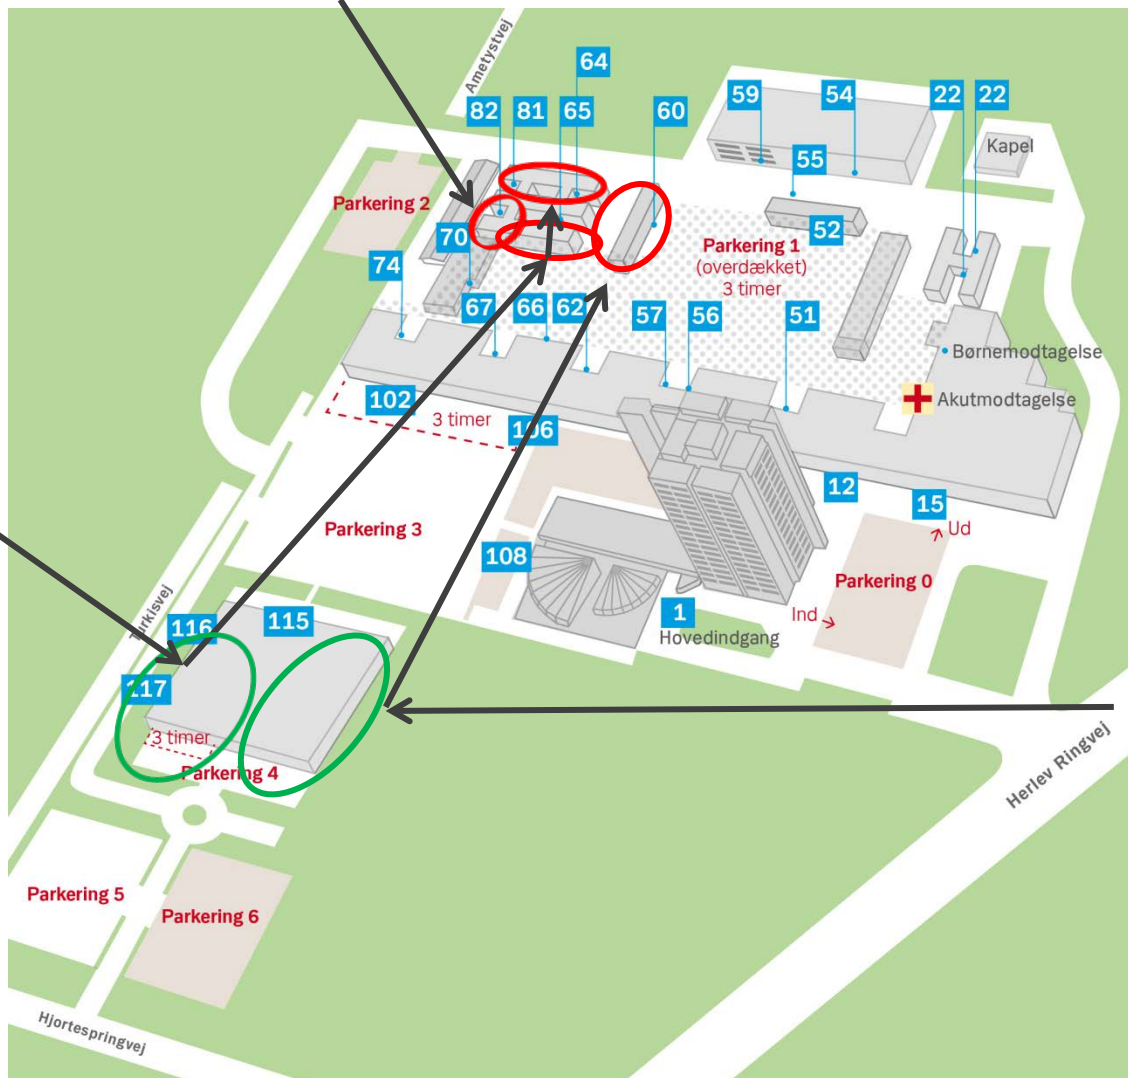 Ametystvej
64
82
81
65
60
59
54
22
22
Kapel
55
Parkering 2
52
70
Parkering 1
(overdækket)
3 timer
74
67
66
62
57
56
51
Børnemodtagelse
Akutmodtagelse
102
3 timer
106
12
15
Ud
Parkering 3
108
Parkering 0
Turkisvej
116
115
1
Ind
Hovedindgang
117
3 timer
Parkering 4
Herlev Ringvej
Parkering 5
Parkering 6
Hjortespringvej